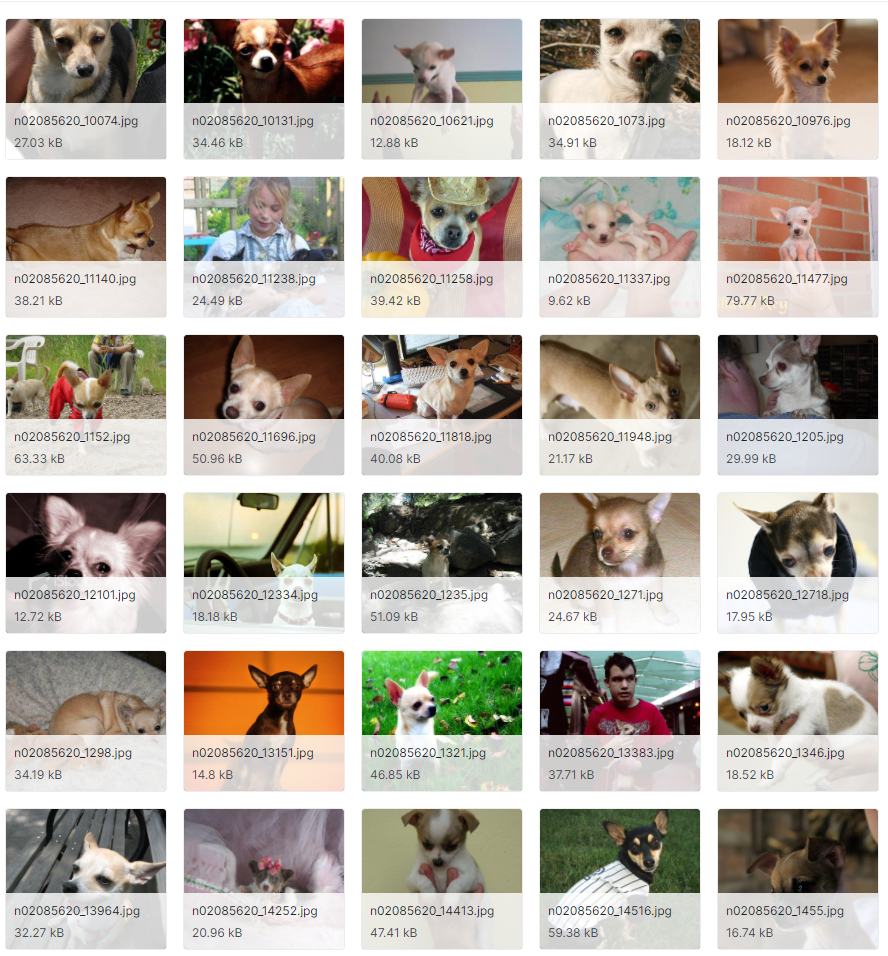 n02085620_10074.jpg
27.03 kB
n02085620_10131.jpg
34.46 kB
n02085620_10621.jpg
12.88 kB
n02085620_1073.jpg
34.91 kB
n02085620_10976.jpg
18.12 kB
n02085620_11140.jpg
38.21 kB
n02085620_11238.jpg
24.49 kB
n02085620_11258.jpg
39.42 kB
n02085620_11337.jpg
9.62 kB
n02085620_11477.jpg
79.77 kB
n02085620_1152.jpg
63.33 kB
n02085620_11696.jpg
50.96 kB
n02085620_11818.jpg
40.08 kB
n02085620_11948.jpg
21.17 kB
n02085620_1205.jpg
29.99 kB
n02085620_12101.jpg
12.72 kB
n02085620_12334.jpg
18.18 kB
n02085620_1235.jpg
51.09 kB
n02085620_1271.jpg
24.67 kB
n02085620_12718.jpg
17.95 kB
n02085620_1298.jpg
34.19 kB
n02085620_13151.jpg
14.8 kB
n02085620_1321.jpg
46.85 kB
n02085620_13383.jpg
37.71 kB
n02085620_1346.jpg
18.52 kB
n02085620_13964.jpg
32.27 kB
n02085620_14252.jpg
20.96 kB
n02085620_14413.jpg
47.41 kB
n02085620_14516.jpg
59.38 kB
n02085620_1455.jpg
16.74 kB